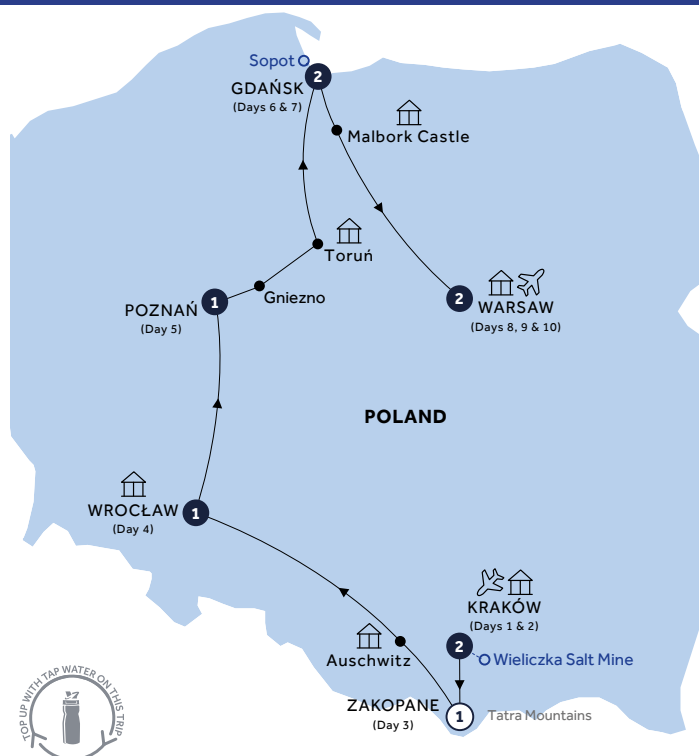 Sopot
2
GDAŃSK
(Days 6 & 7)
Malbork Castle
Toruń
Gniezno
1
POZNAŃ
(Day 5)
2
WARSAW
(Days 8, 9 & 10)
POLAND
WROCŁAW
1
(Day 4)
KRAKÓW
(Days 1 & 2)
2
Wieliczka Salt Mine
Auschwitz
ZAKOPANE
(Day 3)
1
Tatra Mountains
TOP UP WITH TAP WATER ON THIS TRIP